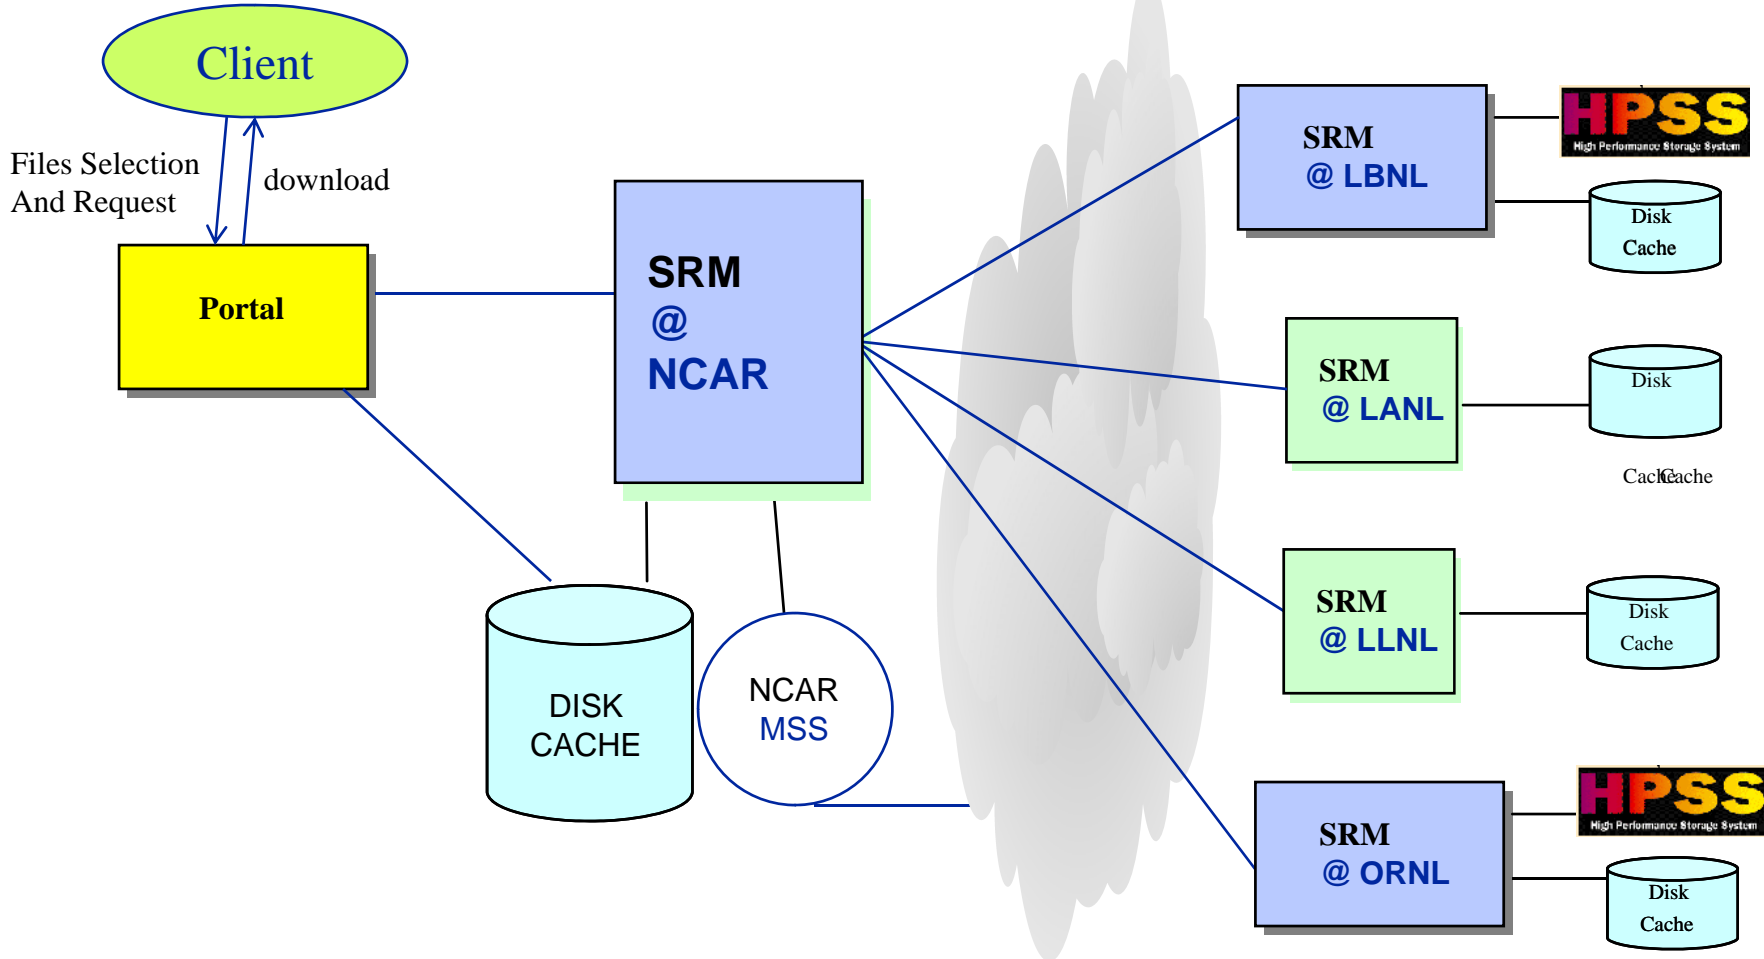 Client
Files Selection
And Request
download
Portal
SRM
@
NCAR
DISK
CACHE
NCAR
MSS
SRM
@ LBNL
HPSS
High Performance Storage System
Disk
Cache
SRM
@ LANL
Disk
Cache
Cache
SRM
@ LLNL
Disk
Cache
SRM
@ ORNL
HPSS
High Performance Storage System
Disk
Cache